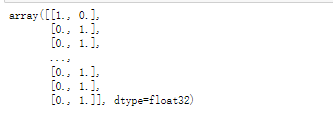 array([[1., 0.],
[0., 1.],
[0., 1.],
...,
[0., 1.],
[0., 1.],
[0., 1.]], dtype=float32)